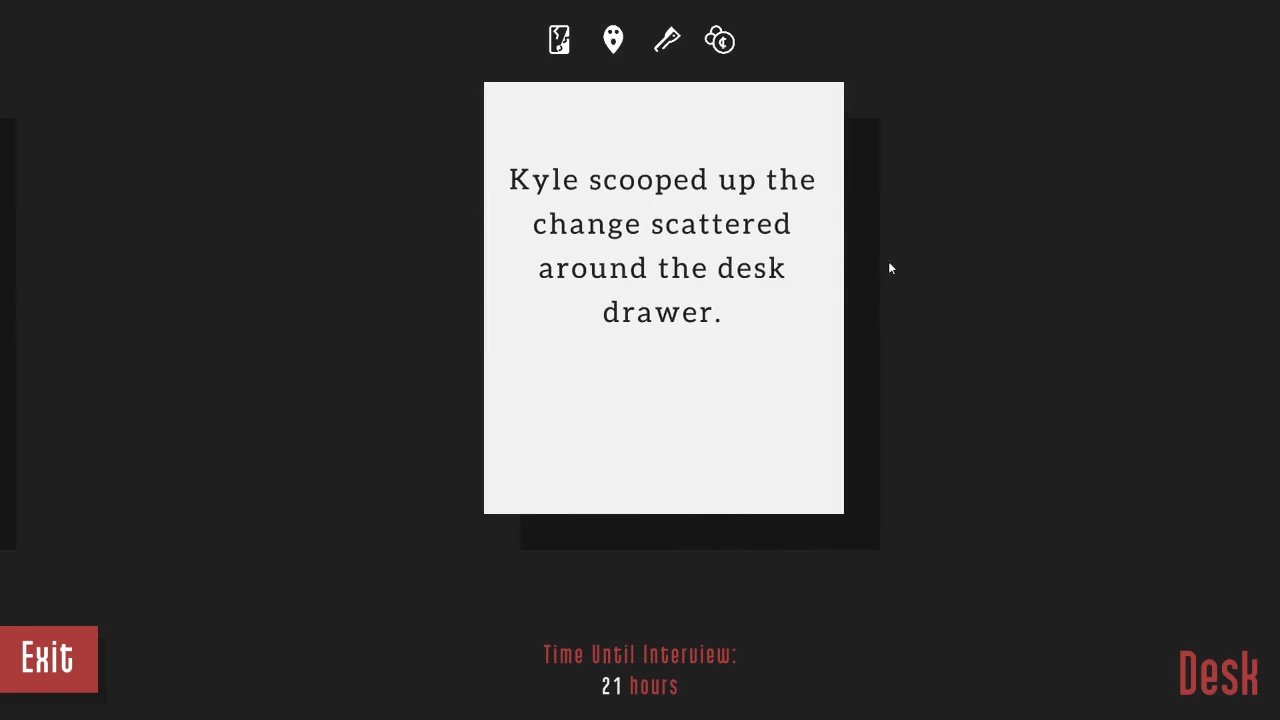 Kyle scooped up the
change scattered
around the desk
drawer.
Exit
Time Until Interview:
21 hours
Desk